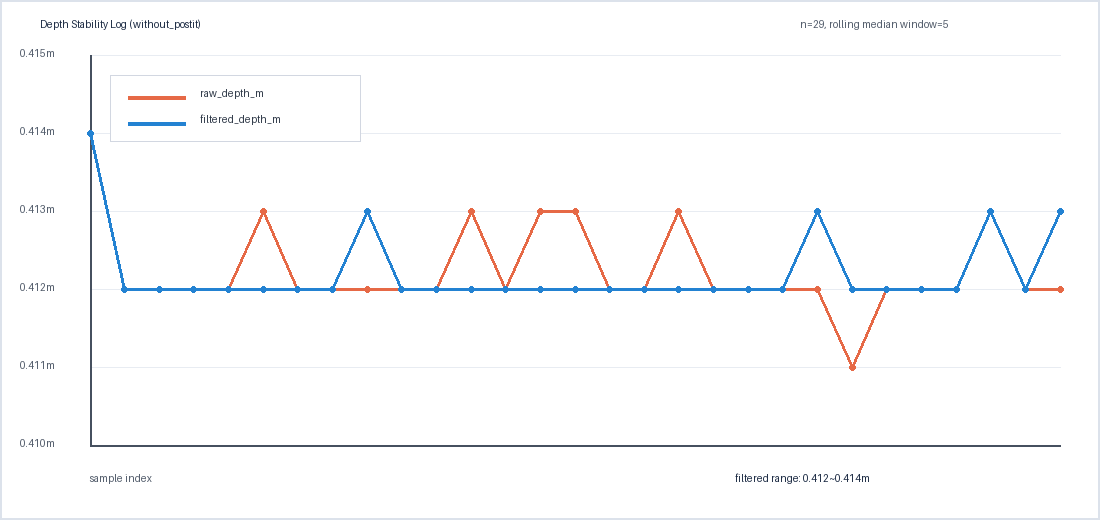 Depth Stability Log (without_postit)
n=29, rolling median window=5
0.415m
raw_depth_m
filtered_depth_m
0.414m
0.413m
0.412m
0.411m
0.410m
sample index
filtered range: 0.412~0.414m